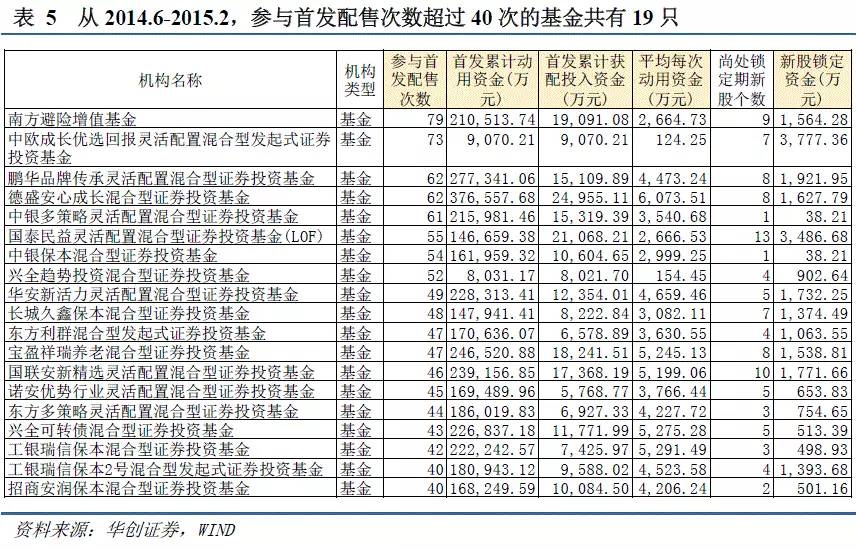 表 5 从 2014.6-2015.2，参与首发配售次数超过 40 次的基金共有 19 只
机构名称 机构类型 参与首发配售次数 首发累计动用资金(万元) 首发累计获配投入资金(万元) 平均每次动用资金(万元) 尚处锁定期新股个数 新股锁定资金(万元)
南方避险增值基金 基金 79 210,513.74 19,091.08 2,664.73 9 1,564.28
中欧成长优选回报灵活配置混合型发起式证券投资基金 基金 73 9,070.21 9,070.21 124.25 7 3,777.36
鹏华品牌传承灵活配置混合型证券投资基金 基金 62 277,341.06 15,109.89 4,473.24 8 1,921.95
德盛安心成长混合型证券投资基金 基金 62 376,557.68 24,955.11 6,073.51 8 1,627.79
中银多策略灵活配置混合型证券投资基金 基金 61 215,981.46 15,319.39 3,540.68 1 38.21
国泰民益灵活配置混合型证券投资基金(LOF) 基金 55 146,659.38 21,068.21 2,666.53 13 3,486.68
中银保本混合型证券投资基金 基金 54 161,959.32 10,604.65 2,999.25 1 38.21
兴全趋势投资混合型证券投资基金 基金 52 8,031.17 8,021.70 154.45 4 902.64
华安新活力灵活配置混合型证券投资基金 基金 49 228,313.41 12,354.01 4,659.46 5 1,732.25
长城久鑫保本混合型证券投资基金 基金 48 147,941.41 8,222.84 3,082.11 7 1,374.49
东方利群混合型发起式证券投资基金 基金 47 170,636.07 6,578.89 3,630.55 4 1,063.55
宝盈祥瑞养老混合型证券投资基金 基金 47 246,520.88 18,241.51 5,245.13 8 1,538.81
国联安新精选灵活配置混合型证券投资基金 基金 46 239,156.85 17,368.19 5,199.06 10 1,771.66
诺安优势行业灵活配置混合型证券投资基金 基金 45 169,489.96 5,768.77 3,766.44 5 653.83
东方多策略灵活配置混合型证券投资基金 基金 44 186,019.83 6,927.33 4,227.72 3 754.65
兴全可转债混合型证券投资基金 基金 43 226,837.18 11,771.99 5,275.28 5 513.39
工银瑞信保本混合型证券投资基金 基金 42 222,242.57 7,425.97 5,291.49 3 498.93
工银瑞信保本2号混合型发起式证券投资基金 基金 40 180,943.12 9,588.02 4,523.58 4 1,393.68
招商安润保本混合型证券投资基金 基金 40 168,249.59 10,084.50 4,206.24 2 501.16
资料来源：华创证券，WIND